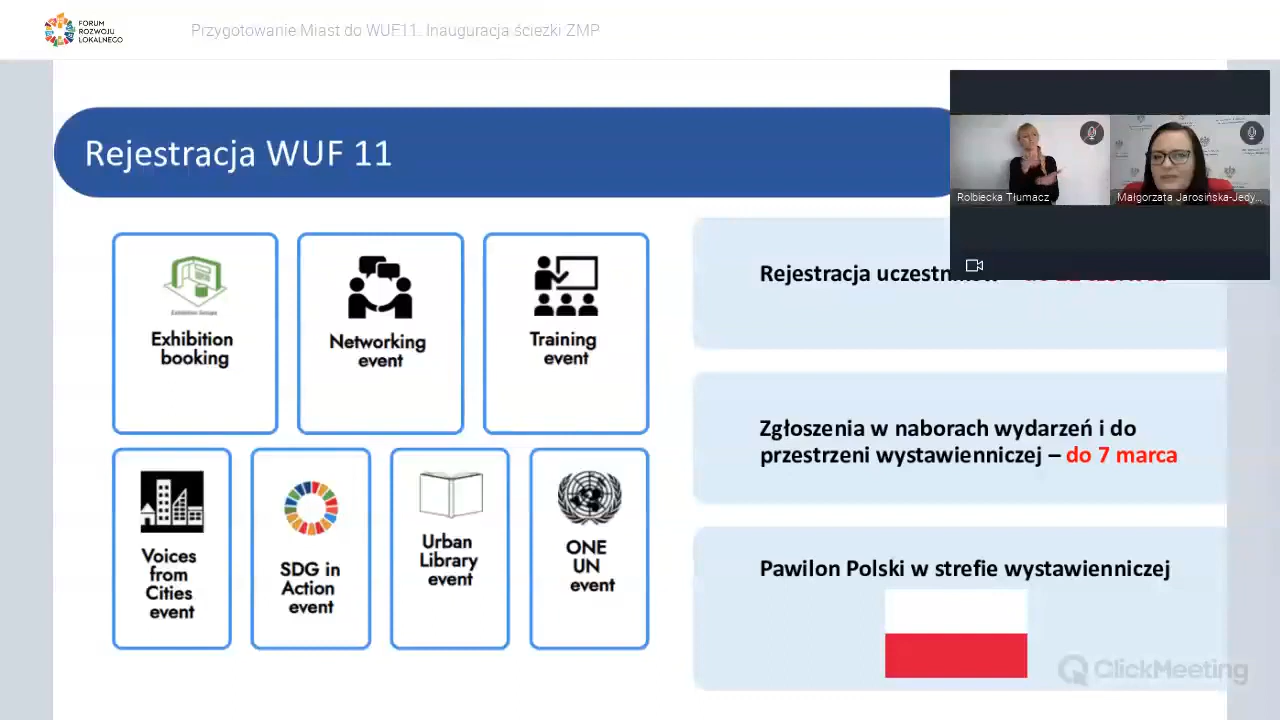 FORUM
ROZWOJU
LOKALNEGO
Przygotowanie Miast do WUF11. Inauguracja ścieżki ZMP
Rejestracja WUF 11
Rolbiecka Tłumacz
Małgorzata Jarosińska-Jedy...
Exhibition
booking
Networking
event
Training
event
Rejestracja
Zgłoszenia w naborach wydarzeń i do
przestrzeni wystawienniczej – do 7 marca
Voices
from
Cities
event
SDG in
Action
event
Urban
Library
event
ONE
UN
event
Pawilon Polski w strefie wystawienniczej
ClickMeeting